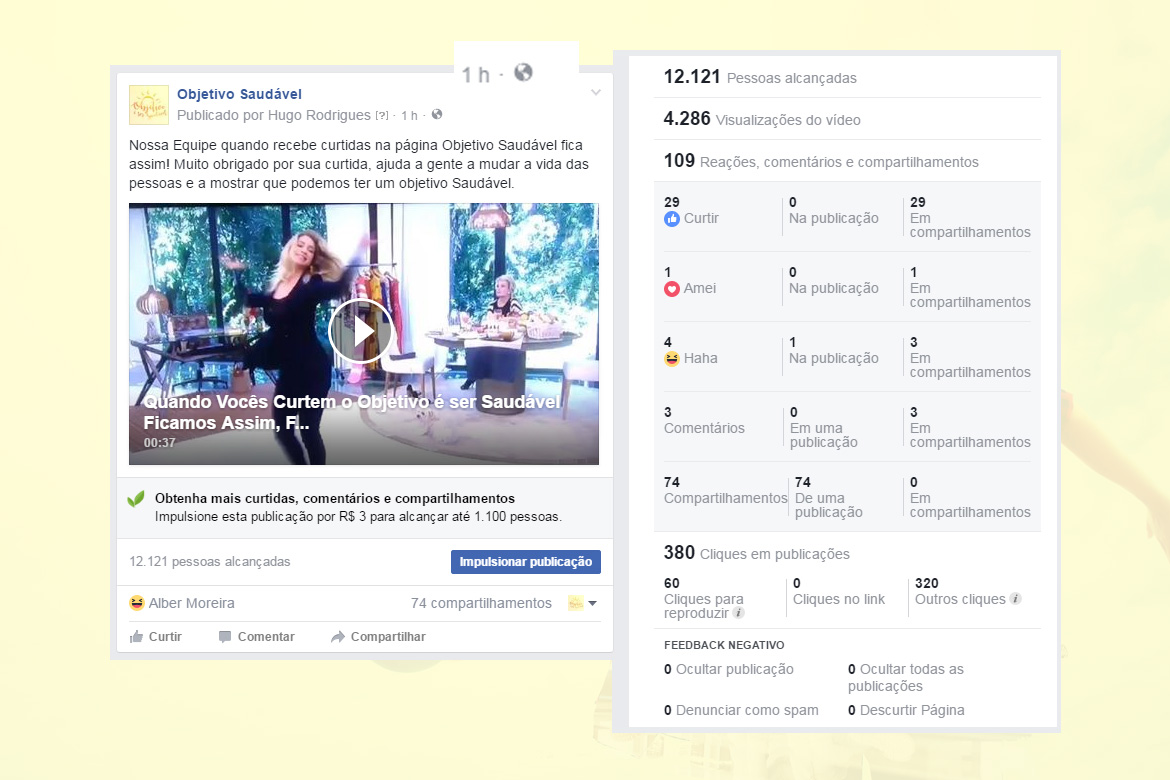 1 h ·
Objetivo Saudável
Publicado por Hugo Rodrigues [?] · 1 h ·
Nossa Equipe quando recebe curtidas na página Objetivo Saudável fica
assim! Muito obrigado por sua curtida, ajuda a gente a mudar a vida das
pessoas e a mostrar que podemos ter um objetivo Saudável.
Quando Vocês Curtem o Objetivo é ser Saudável
Ficamos Assim, F...
00:37
Obtenha mais curtidas, comentários e compartilhamentos
Impulsione esta publicação por R$ 3 para alcançar até 1.100 pessoas.
12.121 pessoas alcançadas
Impulsionar publicação
Alber Moreira
74 compartilhamentos
Curtir
Comentar
Compartilhar
12.121 Pessoas alcançadas
4.286 Visualizações do vídeo
109 Reações, comentários e compartilhamentos
29
Curtir
0
Na publicação
29
Em
compartilhamentos
1
Amei
0
Na publicação
1
Em
compartilhamentos
4
Haha
1
Na publicação
3
Em
compartilhamentos
3
Comentários
0
Em uma
publicação
3
Em
compartilhamentos
74
Compartilhamentos
74
De uma
publicação
0
Em
compartilhamentos
380 Cliques em publicações
60
Cliques para
reproduzir
0
Cliques no link
320
Outros cliques
FEEDBACK NEGATIVO
0 Ocultar publicação
0 Ocultar todas as
publicações
0 Denunciar como spam
0 Descurtir Página